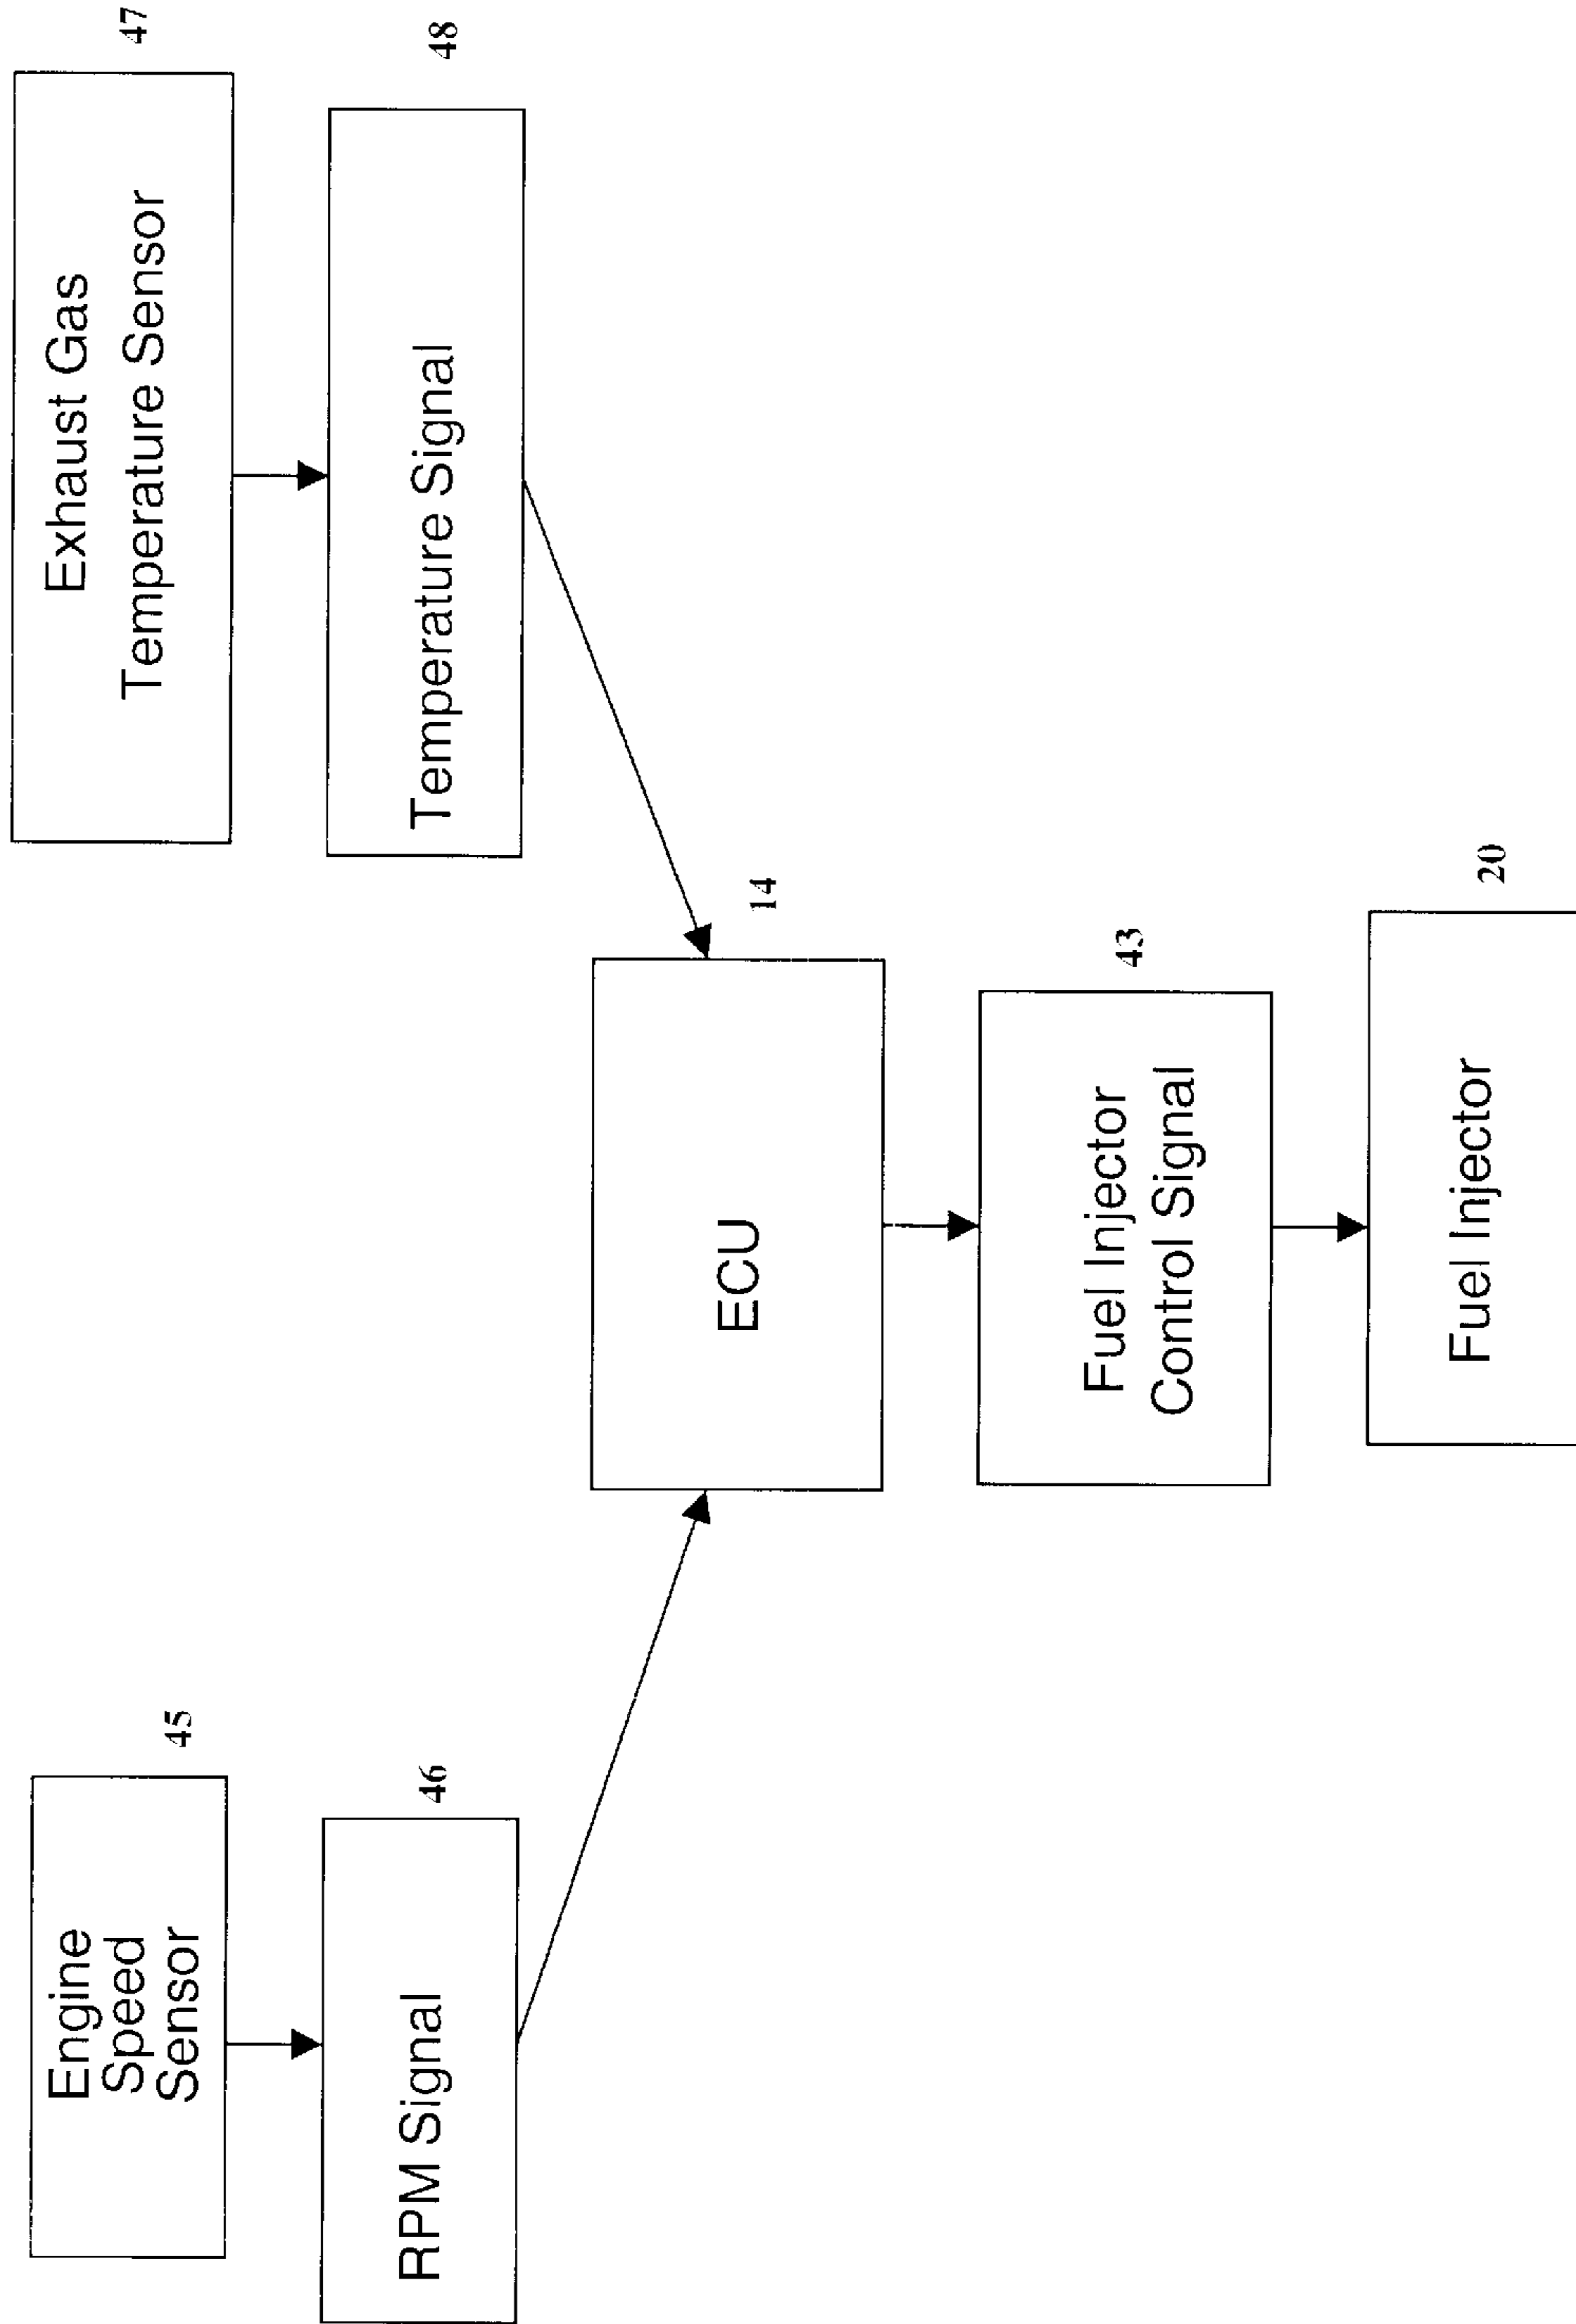 Engine
Speed
Sensor
45
RPM Signal
46
Exhaust Gas
Temperature Sensor
47
Temperature Signal
48
ECU
14
Fuel Injector
Control Signal
43
Fuel Injector
20